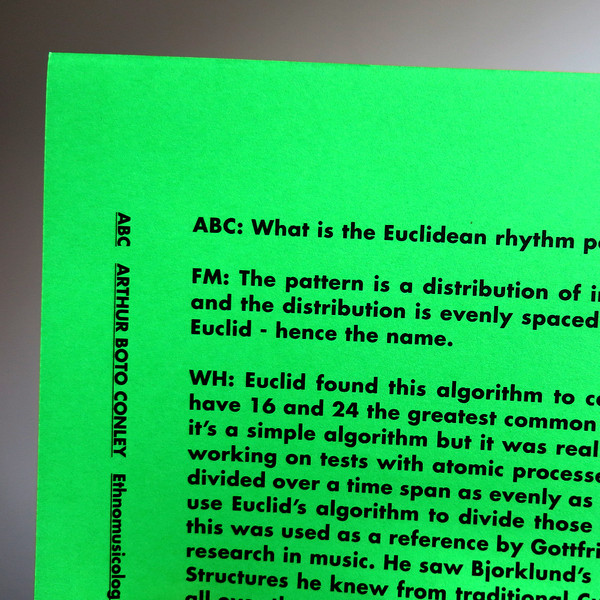 ABC ARTHUR BOTO CONLEY
ABC: What is the Euclidean rhythm
FM: The pattern is a distribution of
and the distribution is evenly spaced
Euclid - hence the name.
WH: Euclid found this algorithm to
have 16 and 24 the greatest common
it's a simple algorithm but it was
working on tests with atomic
divided over a time span as evenly as
use Euclid's algorithm to divide those
this was used as a reference by
research in music. He saw Bjorklund's
Structures he knew from traditional